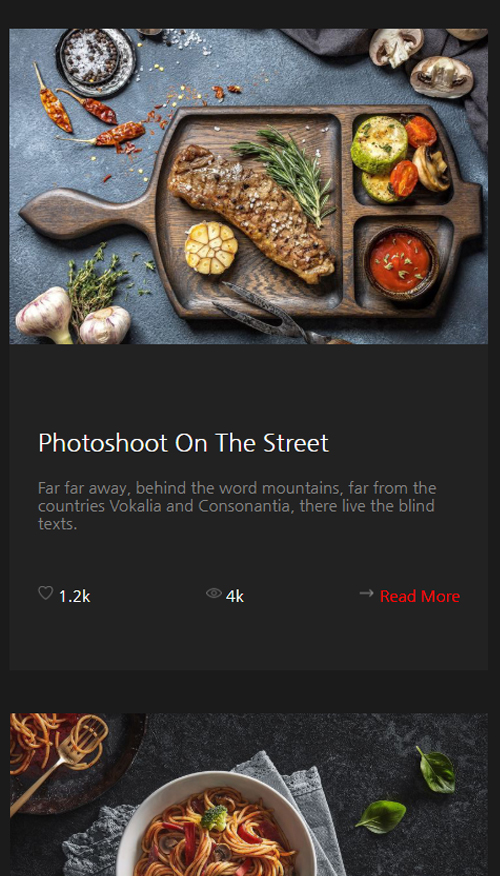 Photoshoot On The Street
Far far away, behind the word mountains, far from the
countries Vokalia and Consonantia, there live the blind
texts.
1.2k 4k → Read More